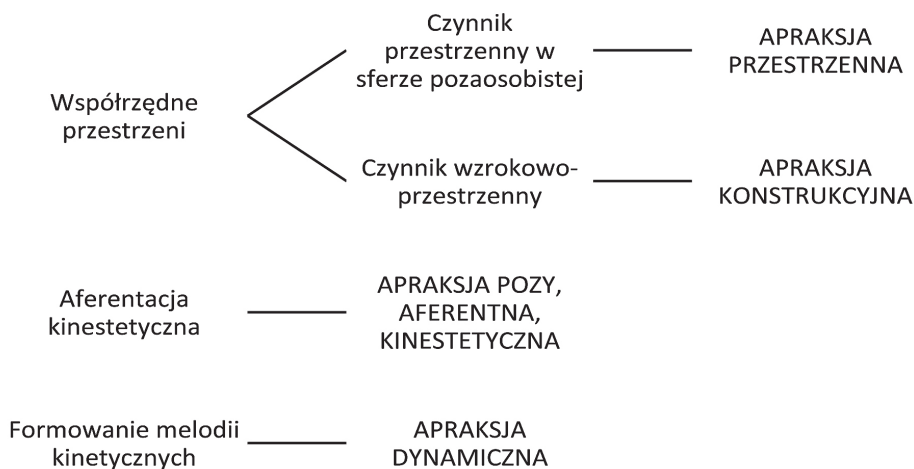 Współrzędne
przestrzeni
Czynnik
przestrzenny w
sferze pozaosobistej
APRAKSJA
PRZESTRZENNA
Czynnik wzrokowo-
przestrzenny
APRAKSJA
KONSTRUKCYJNA
Aferentacja
kinestetyczna
APRAKSJA POZY,
AFERENTNA,
KINESTETYCZNA
Formowanie melodii
kinetycznych
APRAKSJA
DYNAMICZNA